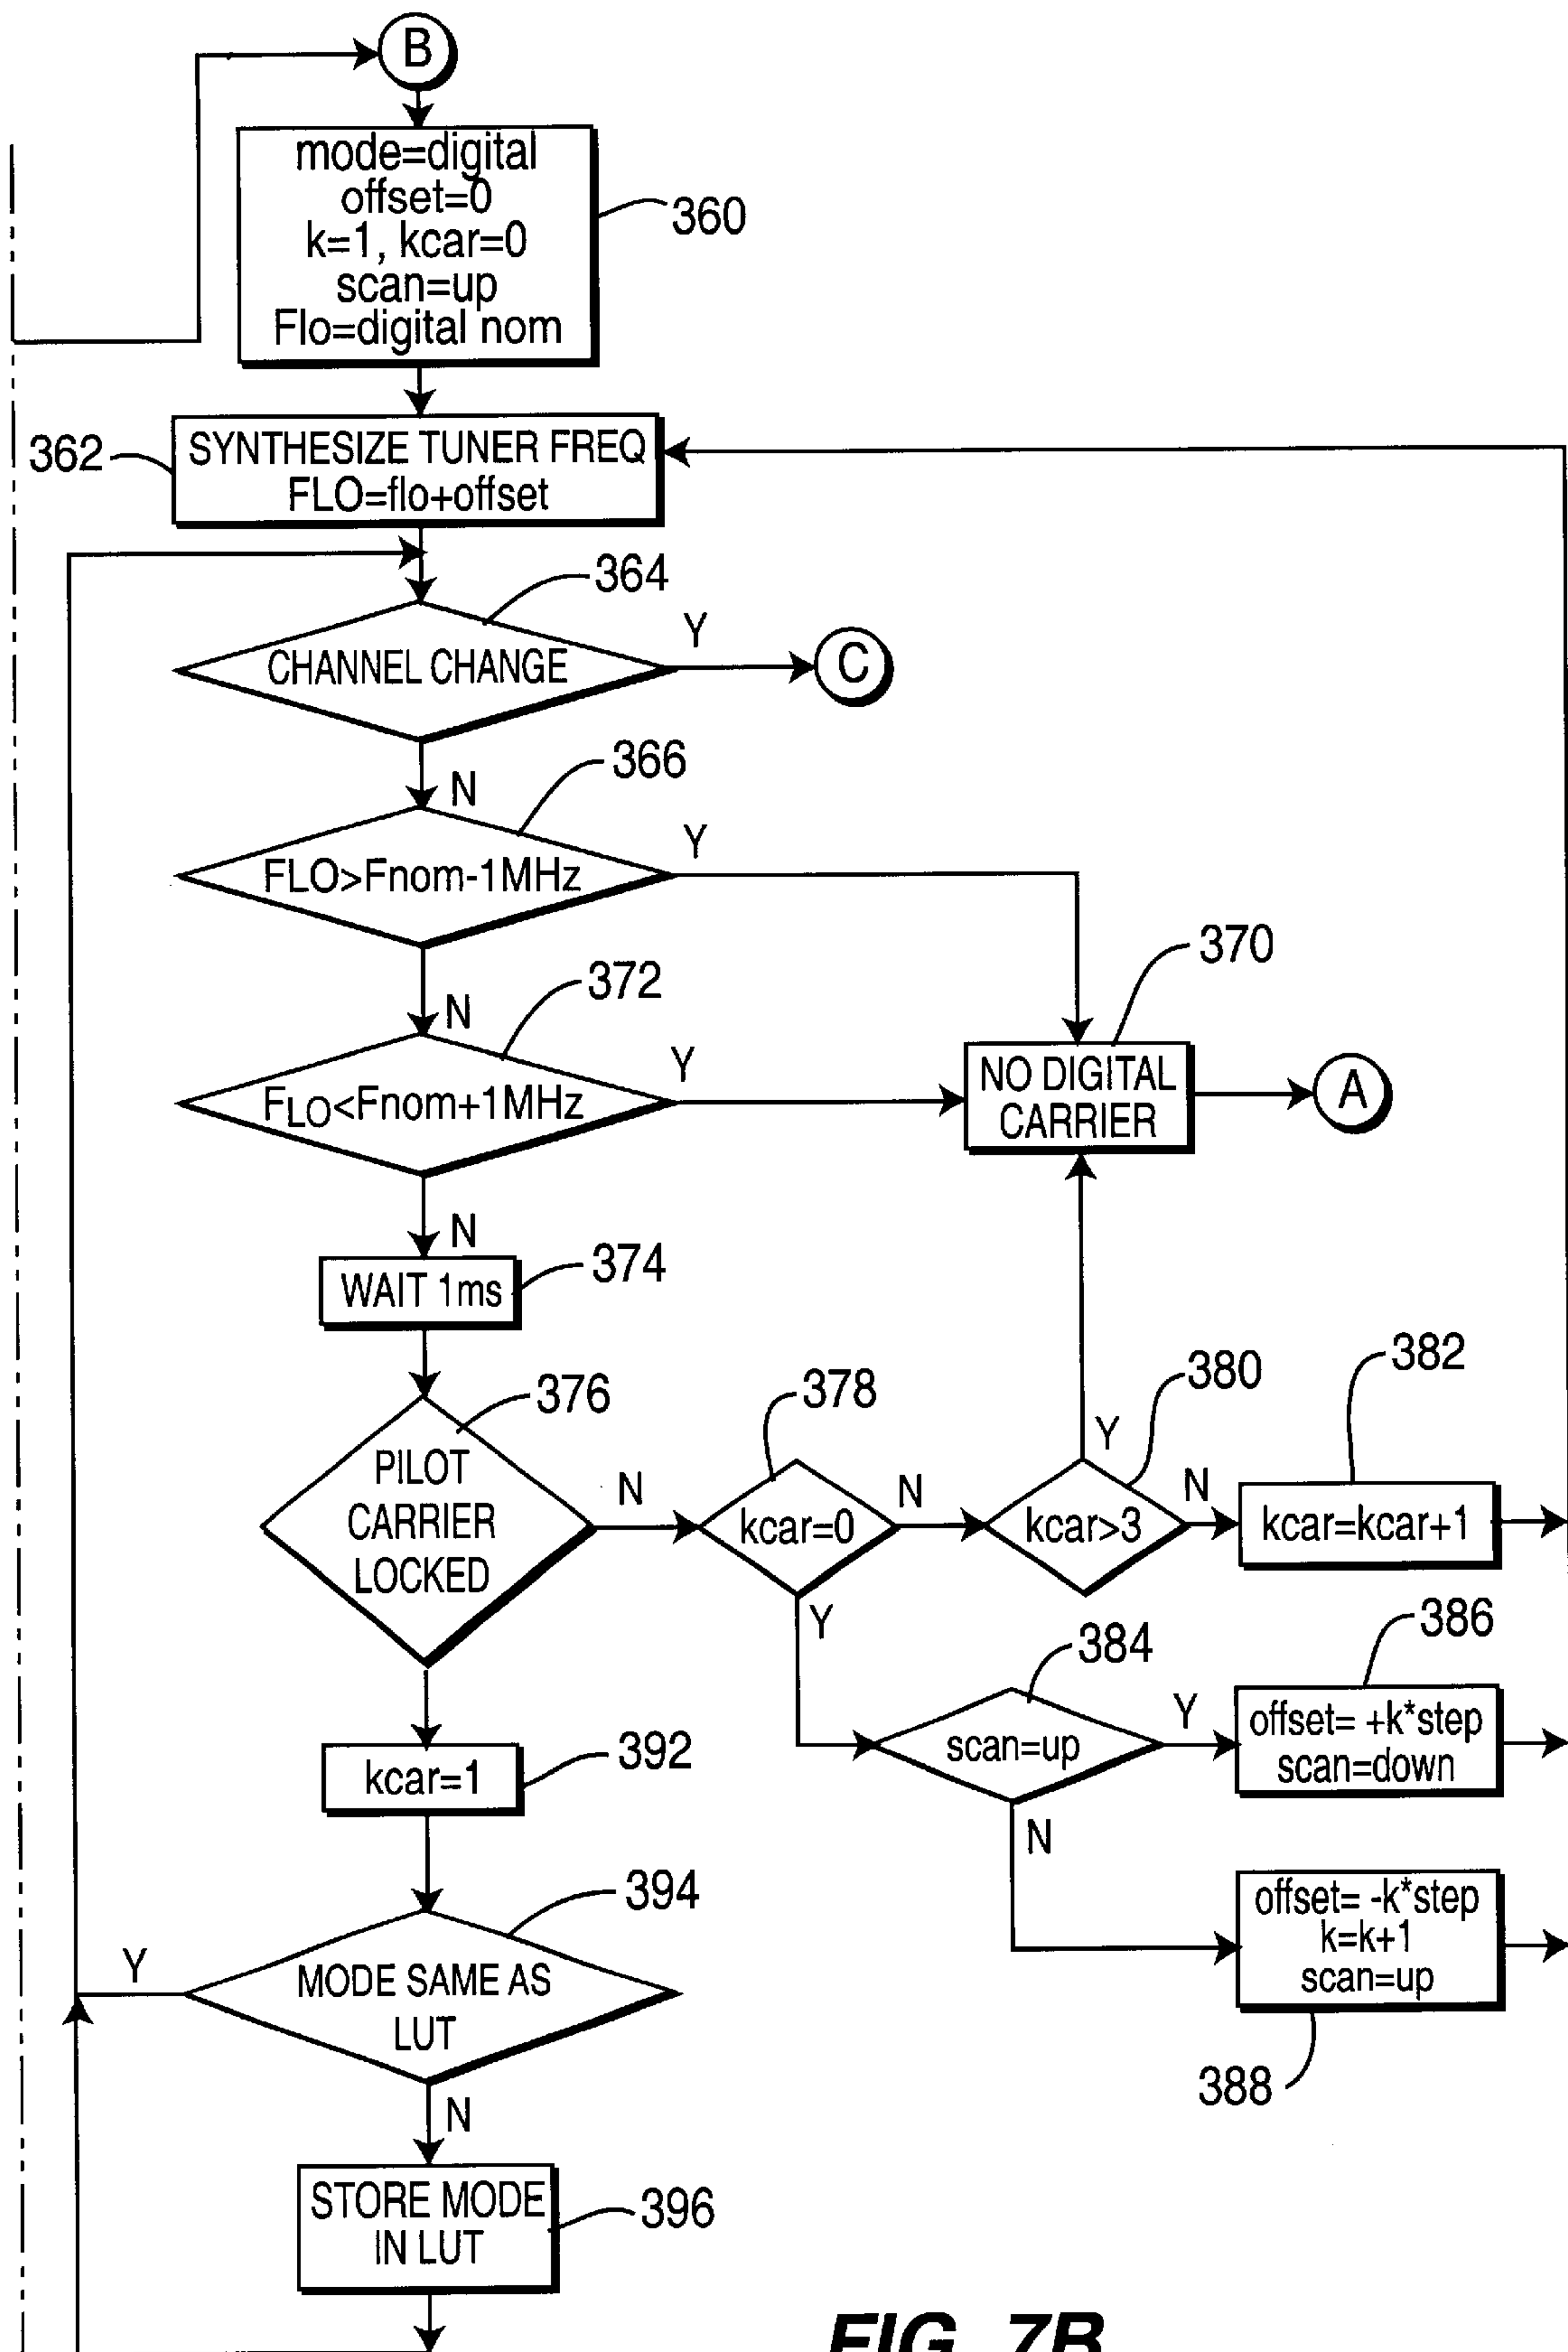 B
mode=digital
offset=0
k=1, kcar=0
scan=up
Flo=digital nom
360
362
SYNTHESIZE TUNER FREQ
FLO=flo+offset
364
CHANNEL CHANGE
Y
C
N
366
FLO>Fnom-1MHz
Y
N
372
FLO<Fnom+1MHz
Y
370
NO DIGITAL
CARRIER
A
N
WAIT 1ms
374
376
PILOT
CARRIER
LOCKED
N
378
kcar=0
N
Y
380
kcar>3
Y
N
382
kcar=kcar+1
384
scan=up
Y
386
offset= +k*step
scan=down
N
offset= -k*step
k=k+1
scan=up
388
kcar=1
392
394
MODE SAME AS
LUT
Y
N
STORE MODE
IN LUT
396
FIG. 7B